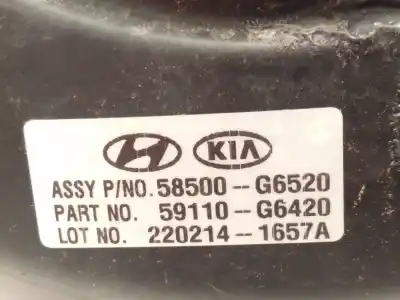 KIA
ASSY P/NO. 58500-G6520
PART NO. 59110-G6420
LOT NO. 220214-1657A